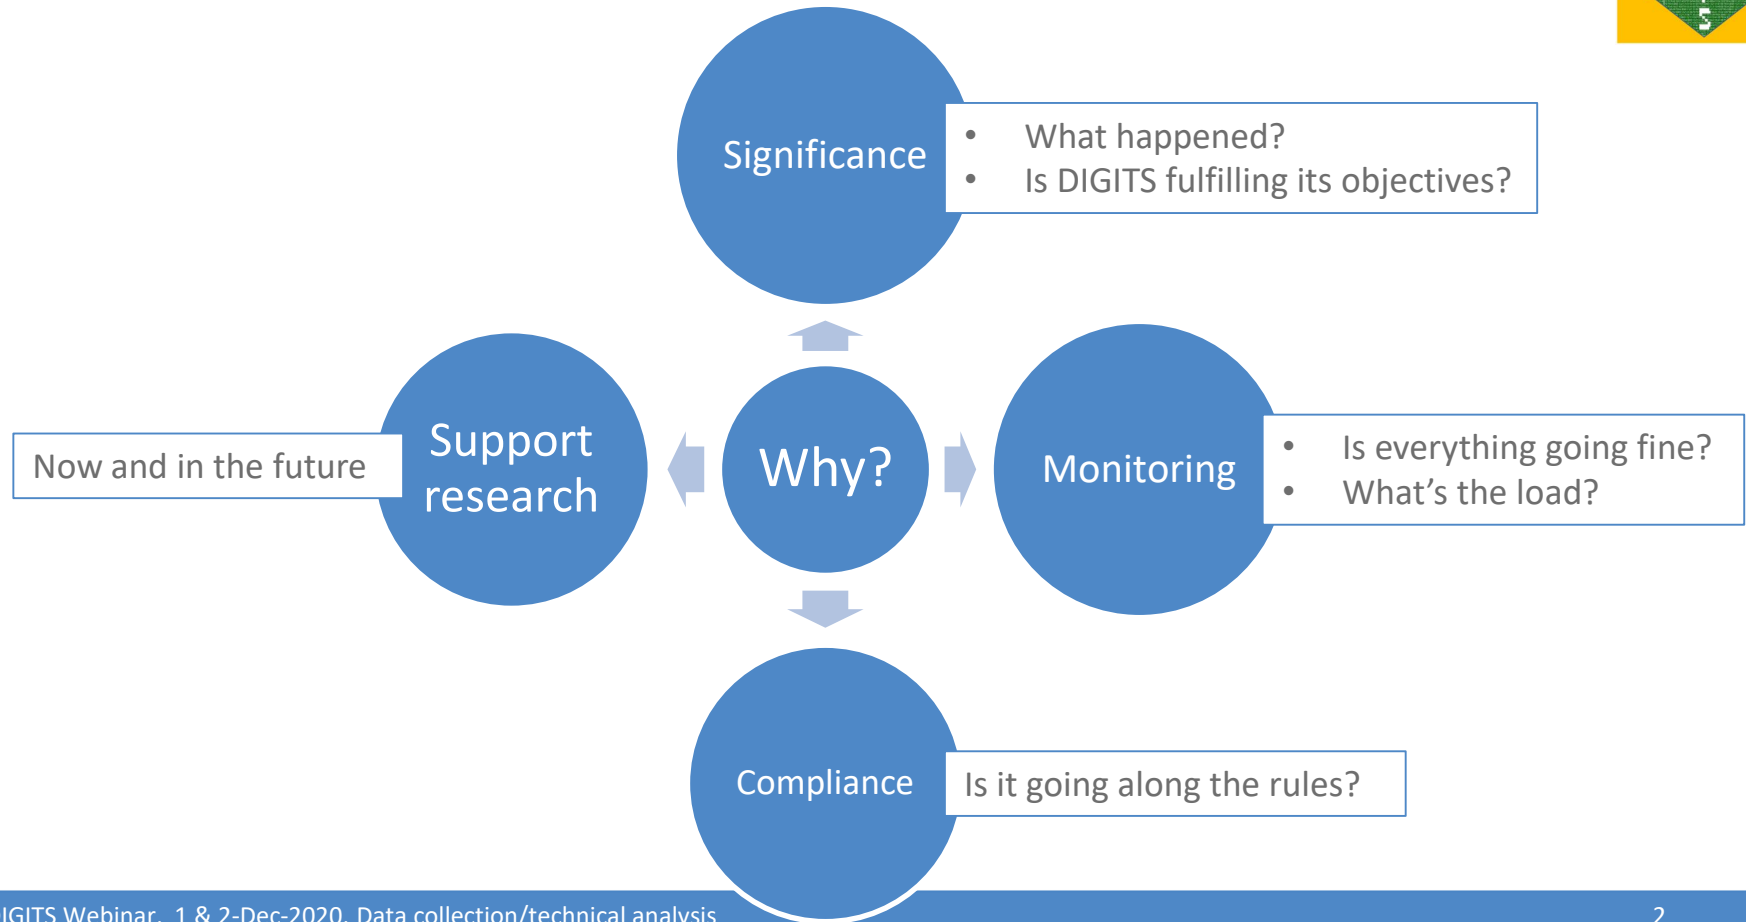 Significance
• What happened?
• Is DIGITS fulfilling its objectives?
Now and in the future
Support
research
Why?
Monitoring
• Is everything going fine?
• What's the load?
Compliance
Is it going along the rules?
Webinar, 1 & 2-Dec-2020, Data collection/technical analysis
2